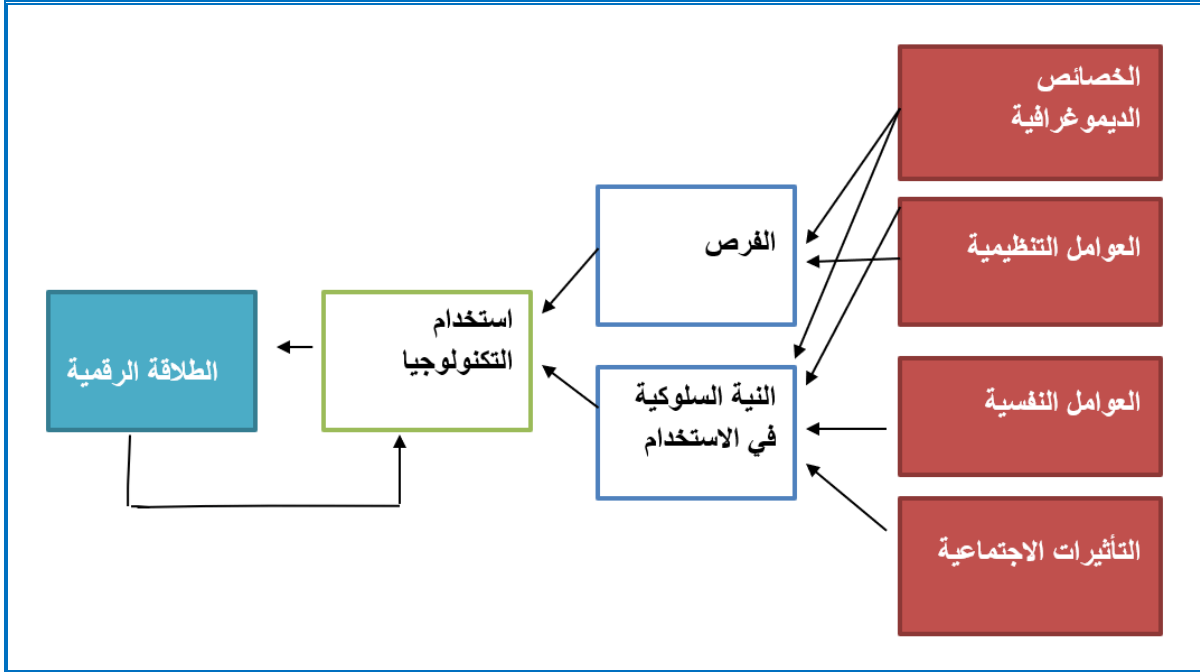 الخصائص
الديموغرافية
العوامل التنظيمية
العوامل النفسية
التأثيرات الاجتماعية
الفرص
النية السلوكية
في الاستخدام
استخدام
التكنولوجيا
الطلاقة الرقمية